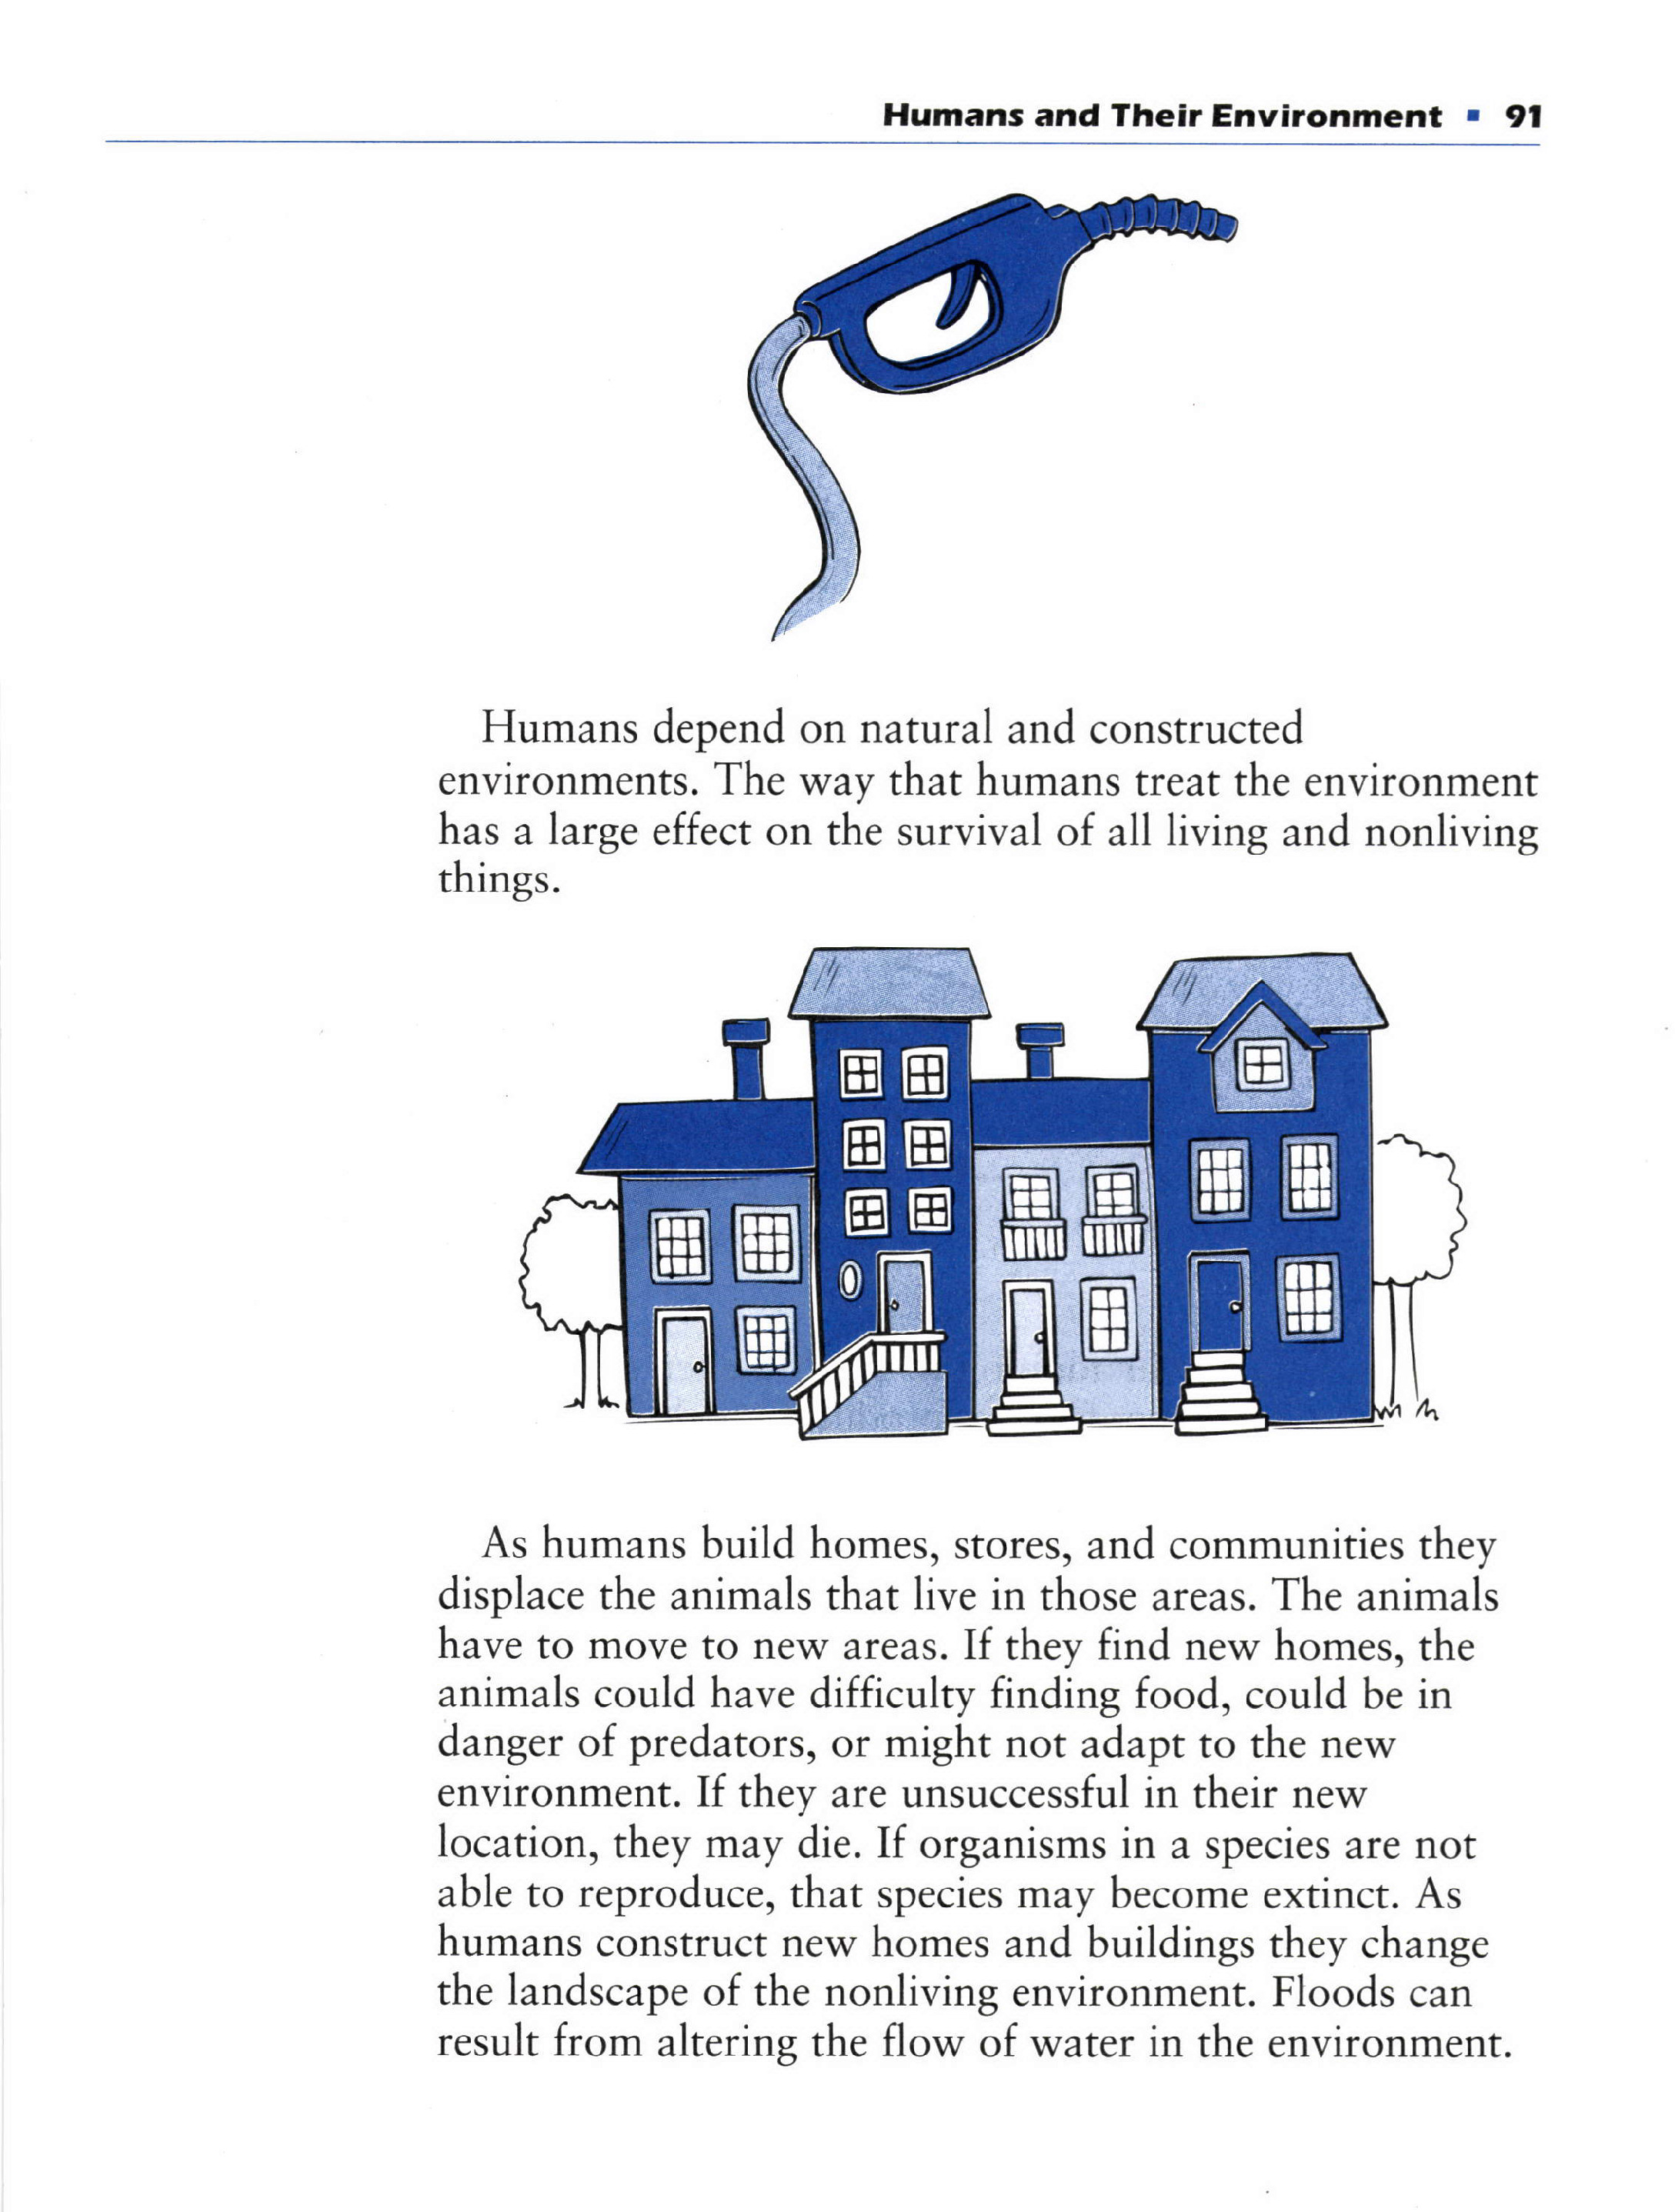 Humans and Their Environment ▪ 91
Humans depend on natural and constructed
environments. The way that humans treat the environment
has a large effect on the survival of all living and nonliving
things.
As humans build homes, stores, and communities they
displace the animals that live in those areas. The animals
have to move to new areas. If they find new homes, the
animals could have difficulty finding food, could be in
danger of predators, or might not adapt to the new
environment. If they are unsuccessful in their new
location, they may die. If organisms in a species are not
able to reproduce, that species may become extinct. As
humans construct new homes and buildings they change
the landscape of the nonliving environment. Floods can
result from altering the flow of water in the environment.